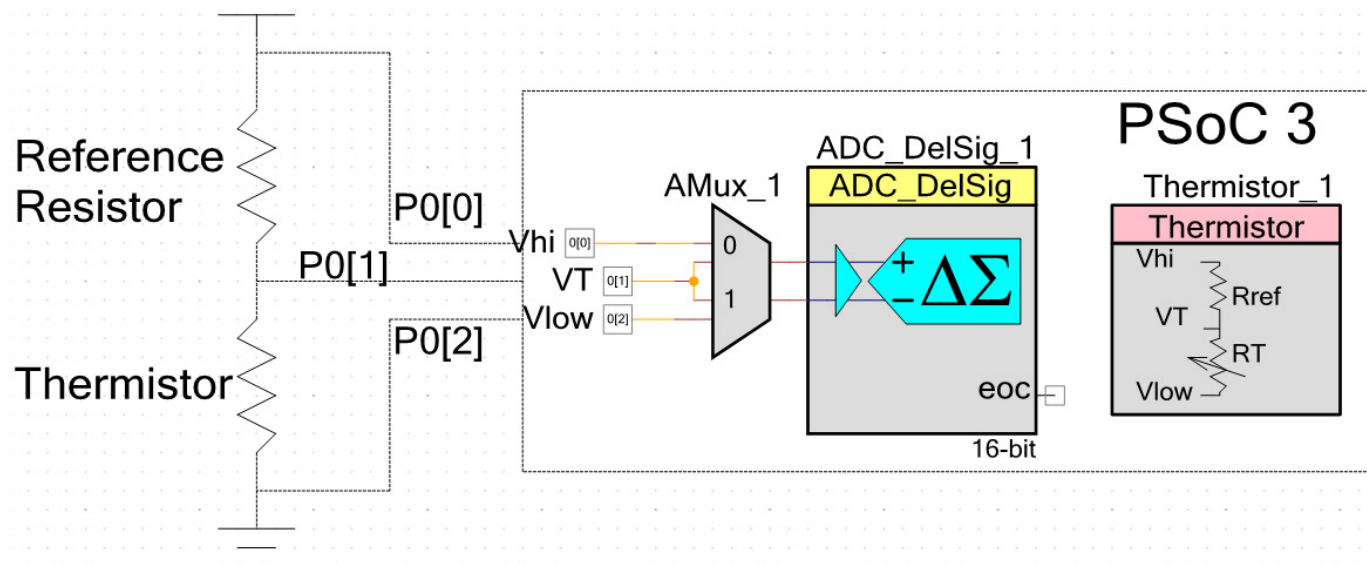 PSoC 3
Reference
Resistor
Thermistor
P0[0]
P0[1]
P0[2]
Vhi
0[0]
VT
0[1]
Vlow
0[2]
AMux_1
0
1
ADC_DelSig_1
ADC_DelSig
+
−
ΔΣ
eoc
16-bit
Thermistor_1
Thermistor
Vhi
Rref
VT
RT
Vlow